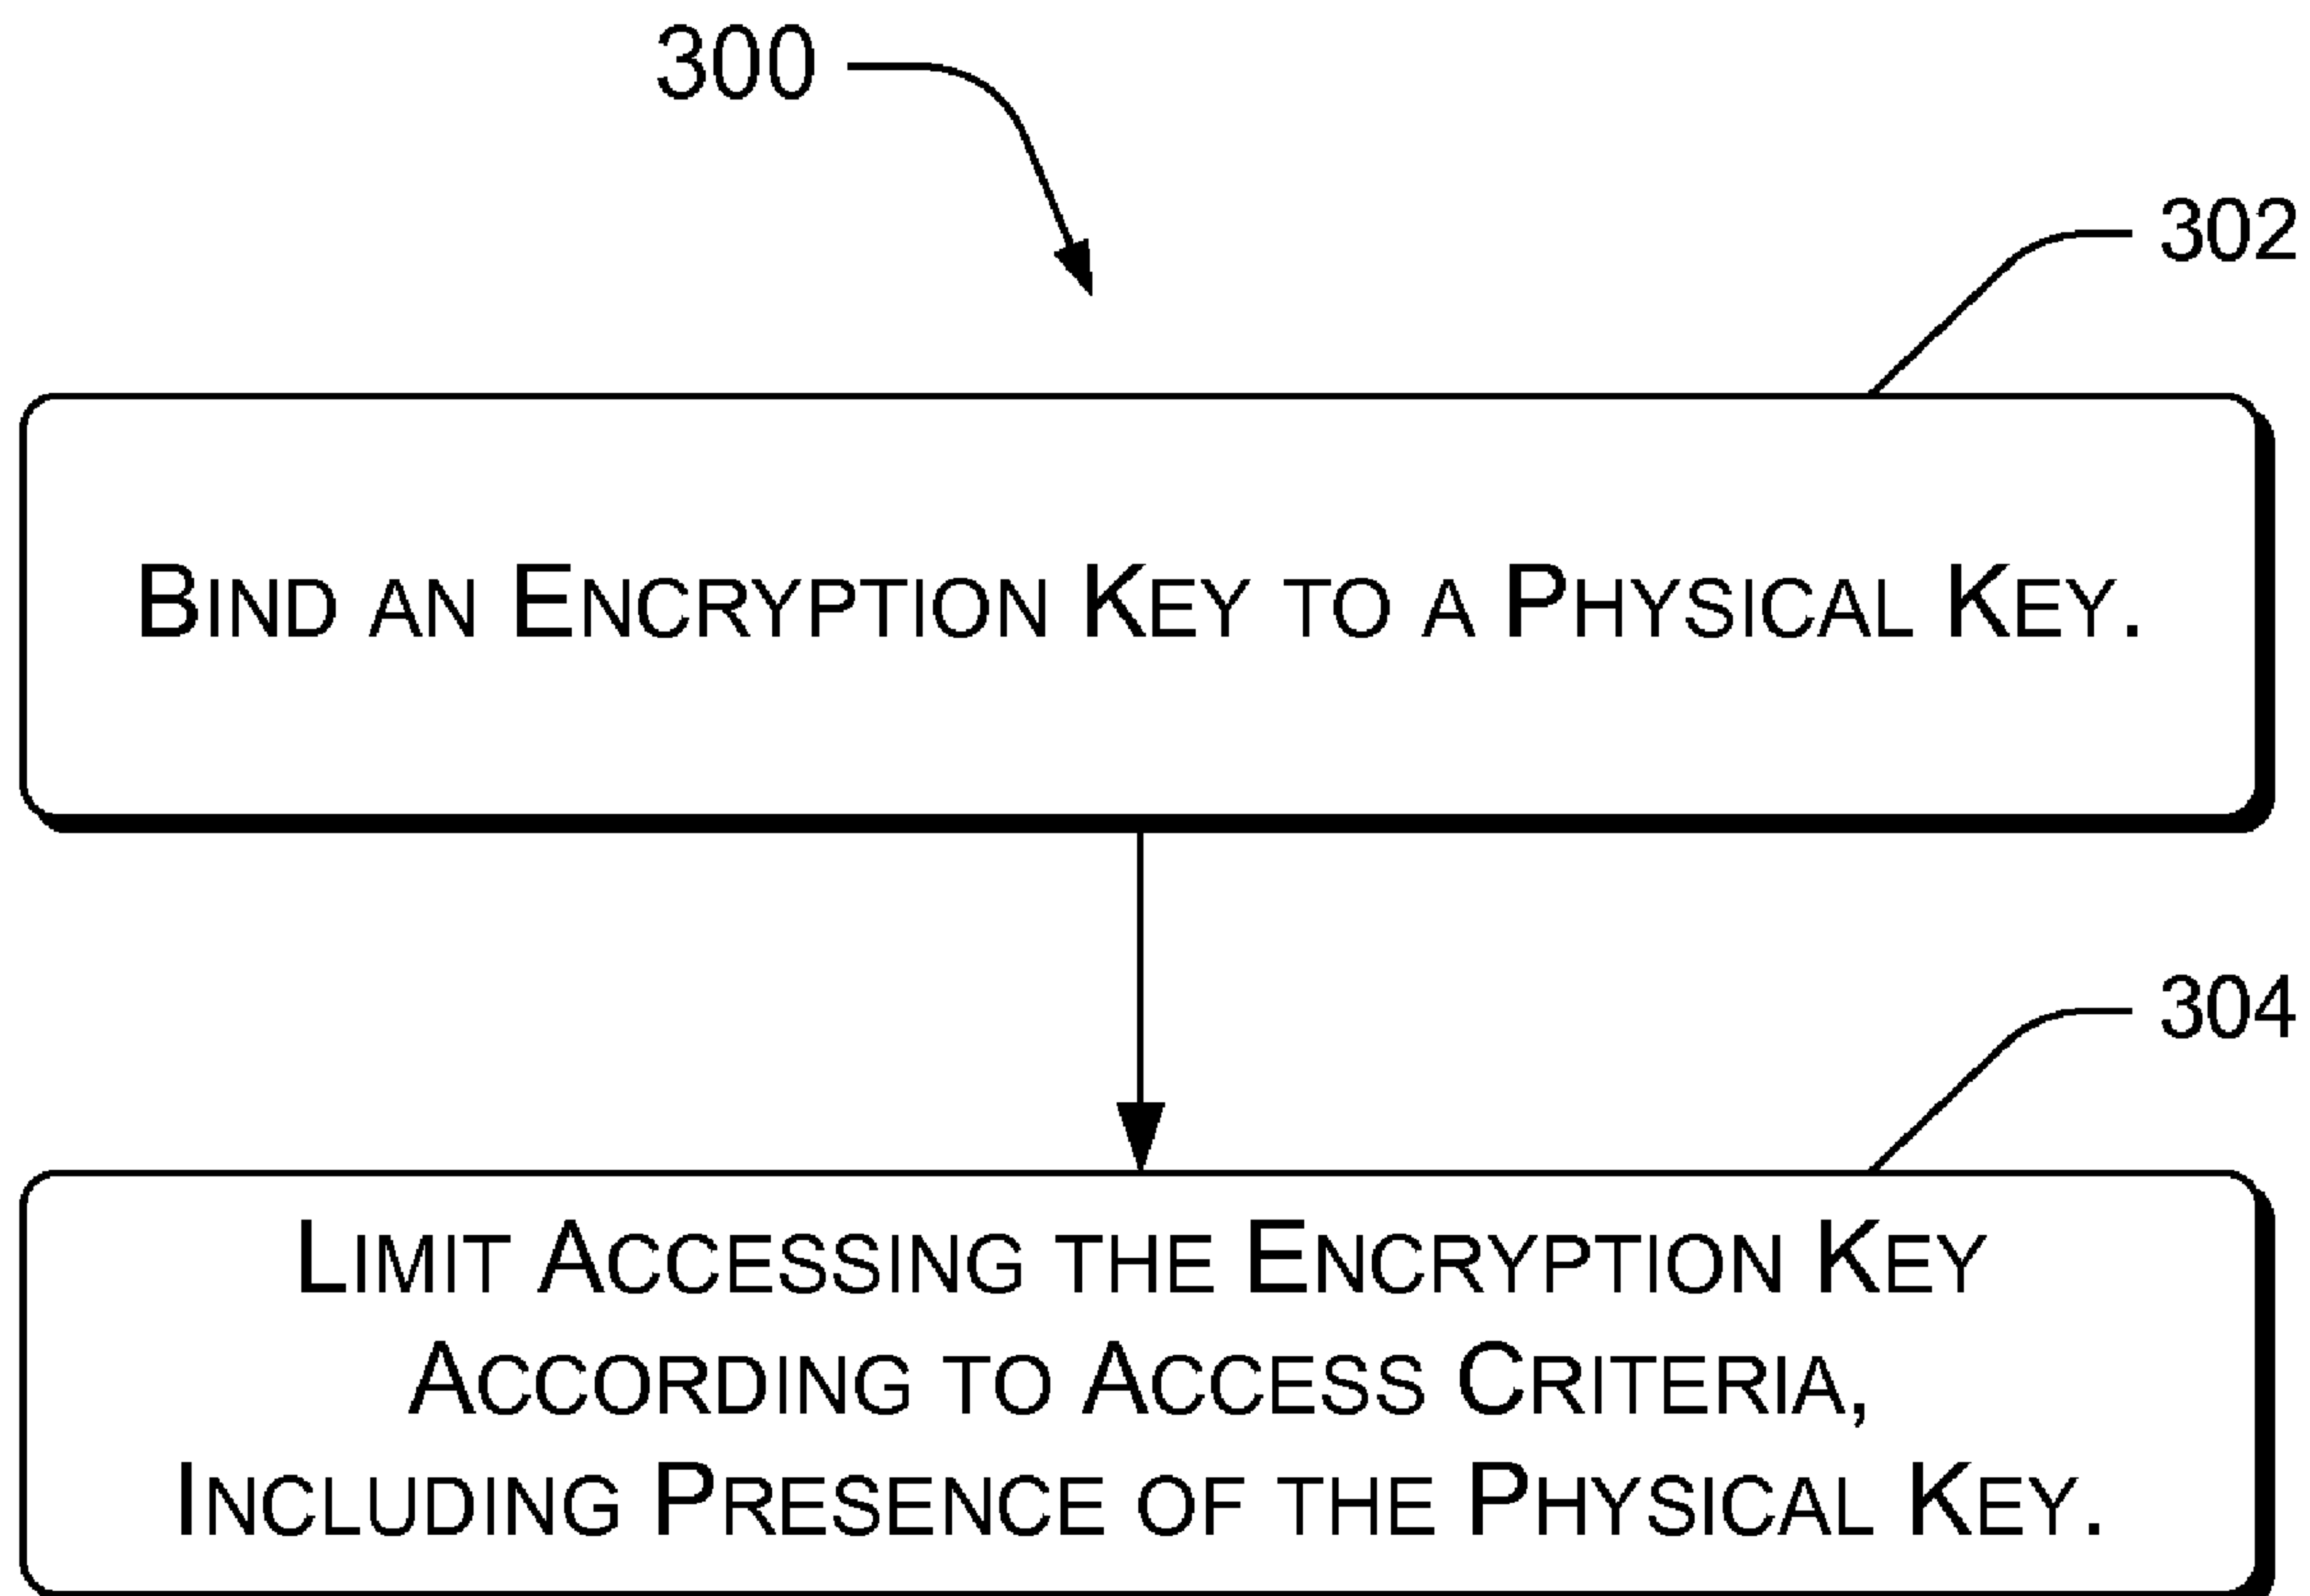 300
302
BIND AN ENCRYPTION KEY TO A PHYSICAL KEY.
304
LIMIT ACCESSING THE ENCRYPTION KEY
ACCORDING TO ACCESS CRITERIA,
INCLUDING PRESENCE OF THE PHYSICAL KEY.